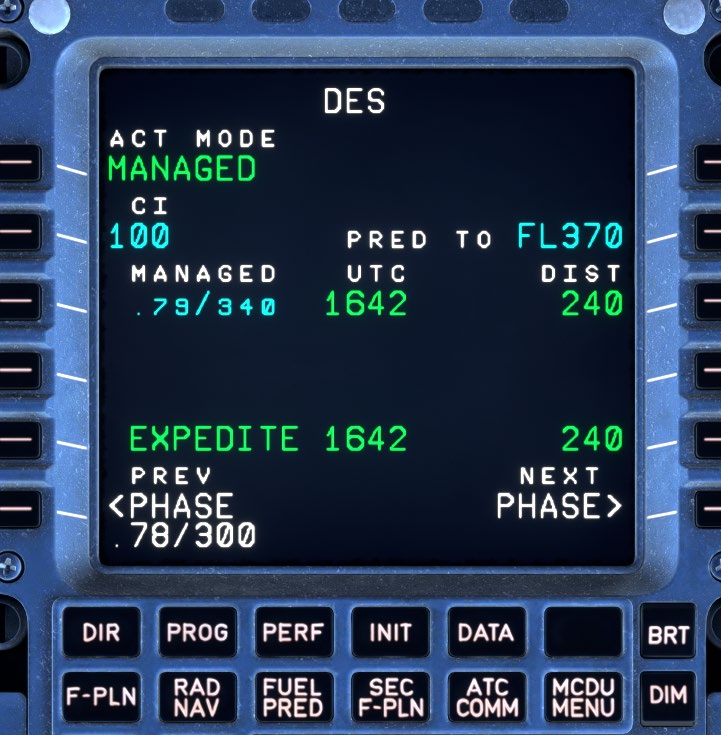 DES
ACT MODE
MANAGED
CI
100 PRED TO FL370
MANAGED UTC DIST
.79/340 1642 240
EXPEDITE 1642 240
PREV NEXT
<PHASE PHASE>
.78/300
DIR PROG PERF INIT DATA BRT
F-PLN RAD NAV FUEL PRED SEC F-PLN ATC COMM MCDU MENU DIM